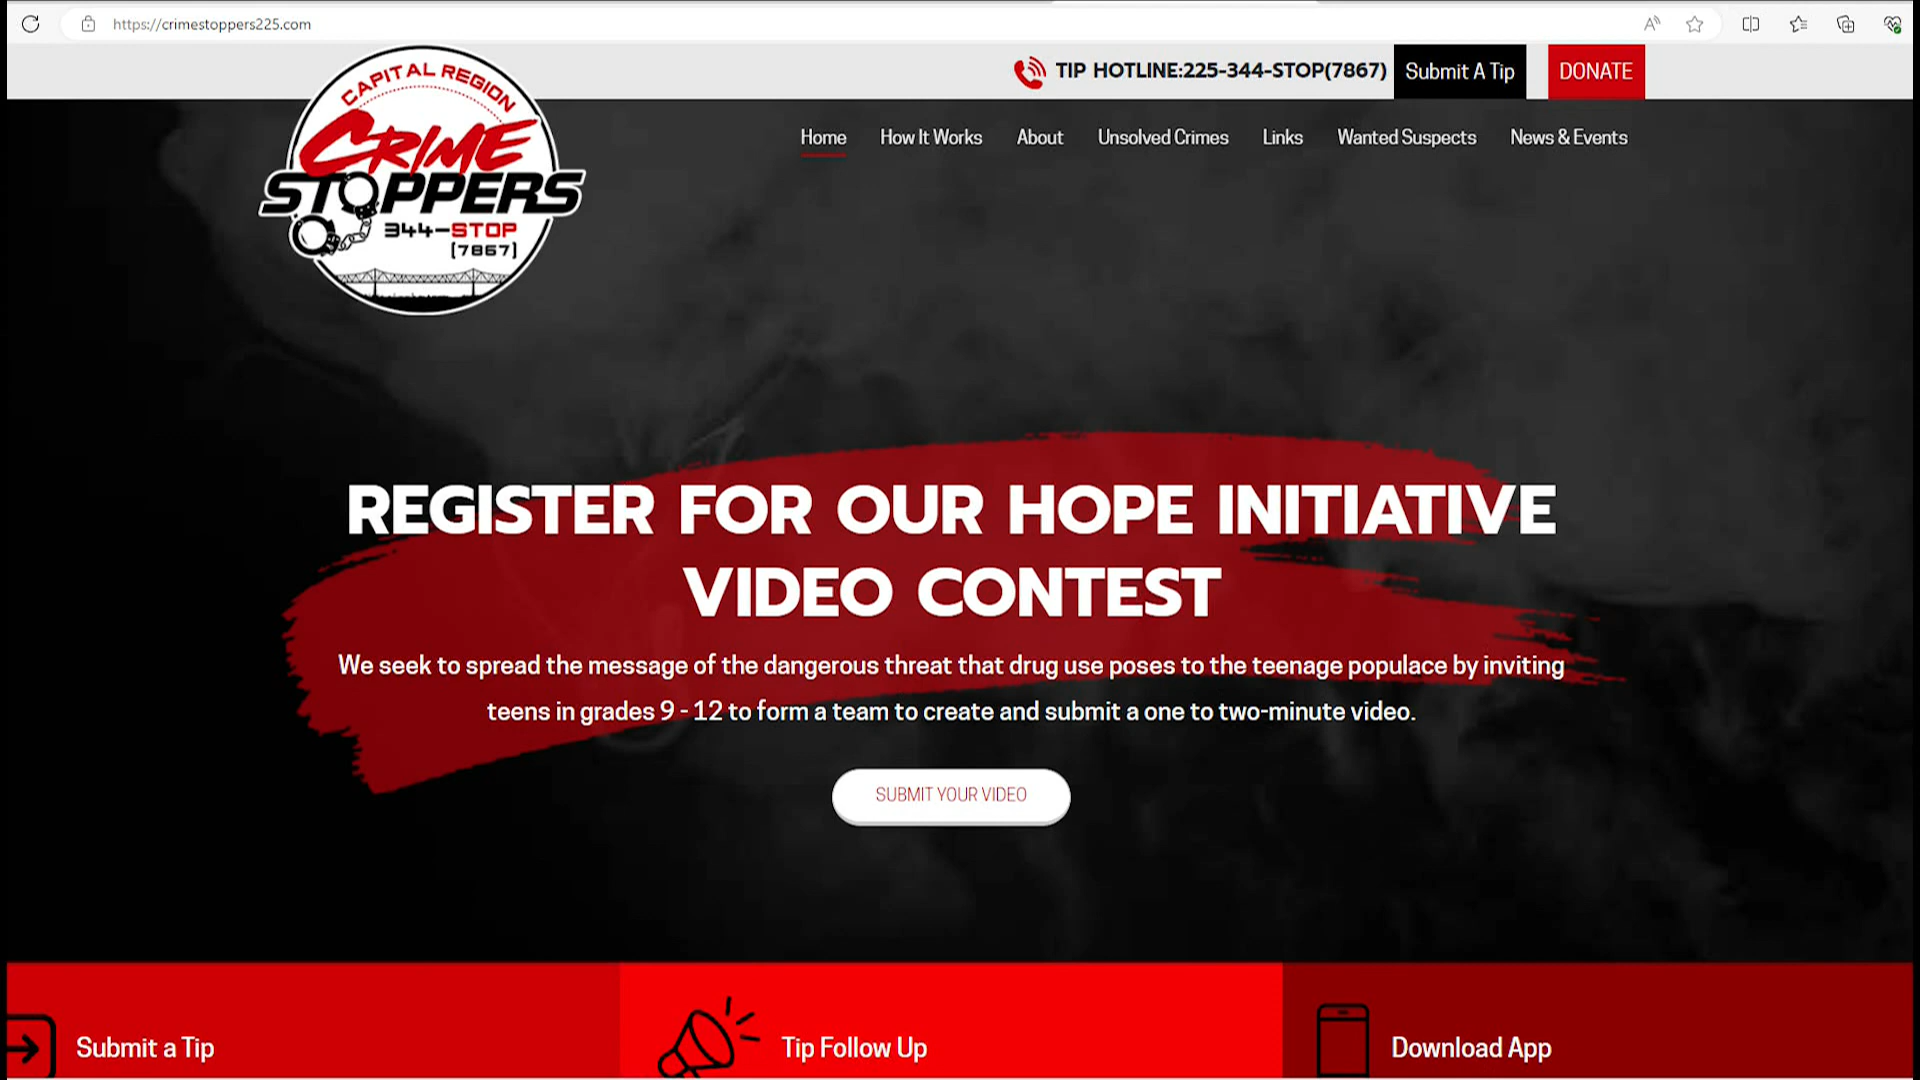 https://crimestoppers225.com
CAPITAL REGION
CRIME
STOPPERS
344-STOP
(7867)
TIP HOTLINE:225-344-STOP(7867)
Submit A Tip
DONATE
Home
How It Works
About
Unsolved Crimes
Links
Wanted Suspects
News & Events
REGISTER FOR OUR HOPE INITIATIVE
VIDEO CONTEST
We seek to spread the message of the dangerous threat that drug use poses to the teenage populace by inviting
teens in grades 9 - 12 to form a team to create and submit a one to two-minute video.
SUBMIT YOUR VIDEO
Submit a Tip
Tip Follow Up
Download App